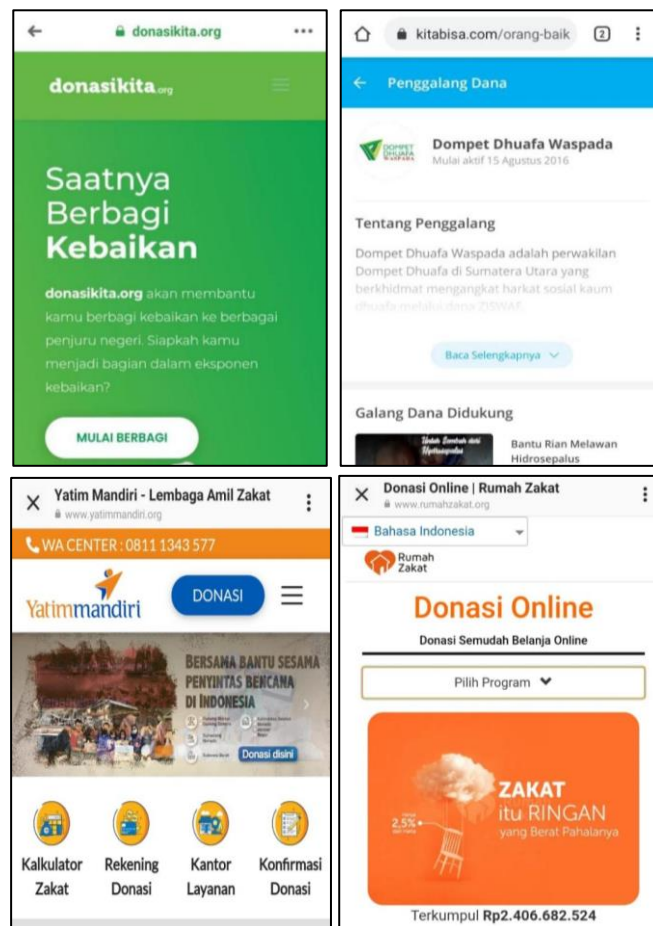 donasikita.org
donasikita.org
Saatnya
Berbagi
Kebaikan
donasikita.org akan membantu
kamu berbagi kebaikan ke berbagai
penjuru negeri. Siapkah kamu
menjadi bagian dalam eksponen
kebaikan?
MULAI BERBAGI
kitabisa.com/orang-baik
2
Penggalang Dana
DOMPET
DHUAFA
WASPADA
Dompet Dhuafa Waspada
Mulai aktif 15 Agustus 2016
Tentang Penggalang
Dompet Dhuafa Waspada adalah perwakilan
Dompet Dhuafa di Sumatera Utara yang
berkhidmat mengangkat harkat sosial kaum
dhuafa melalui dana ZISWAF,
Baca Selengkapnya
Galang Dana Didukung
Bantu Rian Melawan
Hidrosepalus
Yatim Mandiri - Lembaga Amil Zakat
www.yatimmandiri.org
WA CENTER : 0811 1343 577
Yatimmandiri
DONASI
BERSAMA BANTU SESAMA
PENYINTAS BENCANA
DI INDONESIA
Donasi disini
Kalkulator
Zakat
Rekening
Donasi
Kantor
Layanan
Konfirmasi
Donasi
Donasi Online | Rumah Zakat
www.rumahzakat.org
Bahasa Indonesia
Rumah
Zakat
Donasi Online
Donasi Semudah Belanja Online
Pilih Program
ZAKAT
itu RINGAN
yang Berat Pahalanya
2,5%
Terkumpul Rp2.406.682.524